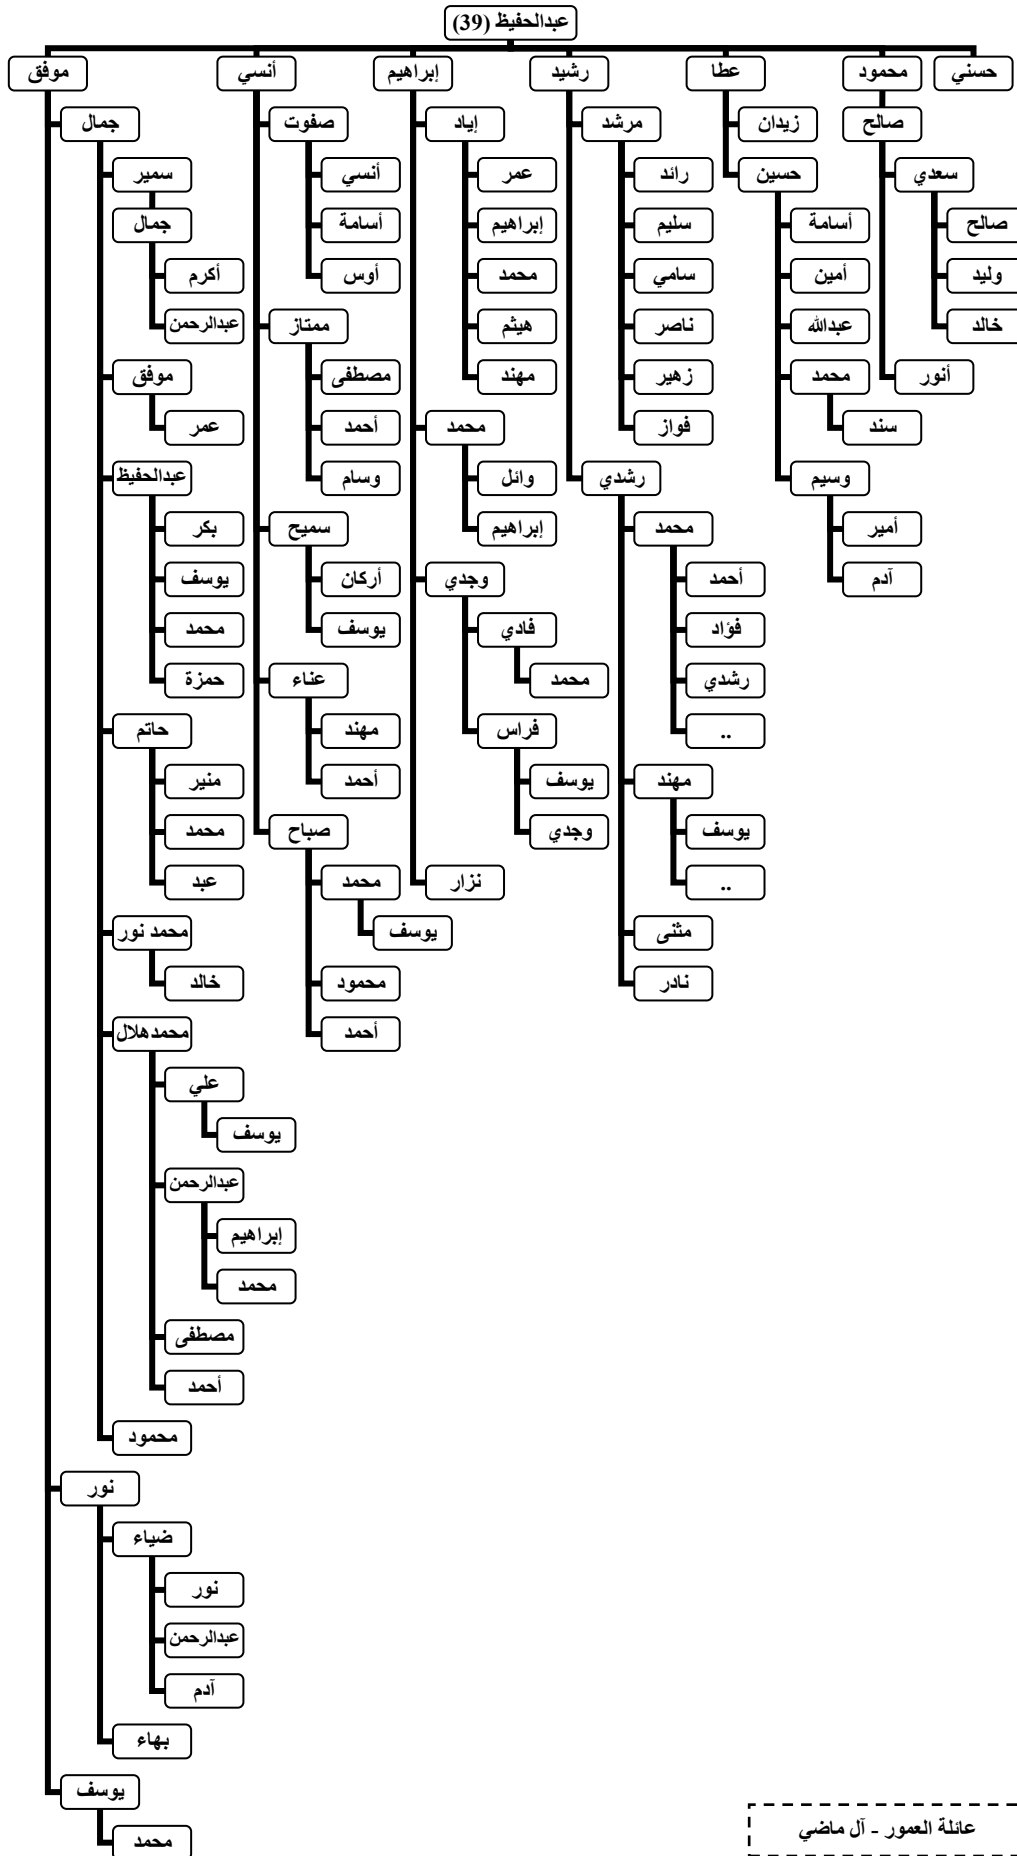 عبدالحفيظ (39)
حسني
محمود
عطا
رشيد
إبراهيم
أنسي
موفق
صالح
سعدي
صالح
وليد
خالد
أنور
زيدان
حسين
أسامة
أمين
عبدالله
محمد
سند
وسيم
أمير
آدم
مرشد
رائد
سليم
سامي
ناصر
زهير
فواز
رشدي
محمد
أحمد
فؤاد
رشدي
..
مهند
يوسف
..
مثنى
نادر
إياد
عمر
إبراهيم
محمد
هيثم
مهند
محمد
وائل
إبراهيم
وجدي
فادي
محمد
فراس
يوسف
وجدي
نزار
صفوت
أنسي
أسامة
أوس
ممتاز
مصطفى
أحمد
وسام
سميح
أركان
يوسف
عناء
مهند
أحمد
صباح
محمد
يوسف
محمود
أحمد
جمال
سمير
جمال
أكرم
عبدالرحمن
موفق
عمر
عبدالحفيظ
بكر
يوسف
محمد
حمزة
حاتم
منير
محمد
عبد
محمد نور
خالد
محمدهلال
علي
يوسف
عبدالرحمن
إبراهيم
محمد
مصطفى
أحمد
محمود
نور
ضياء
نور
عبدالرحمن
آدم
بهاء
يوسف
محمد
عائلة العمور - آل ماضي